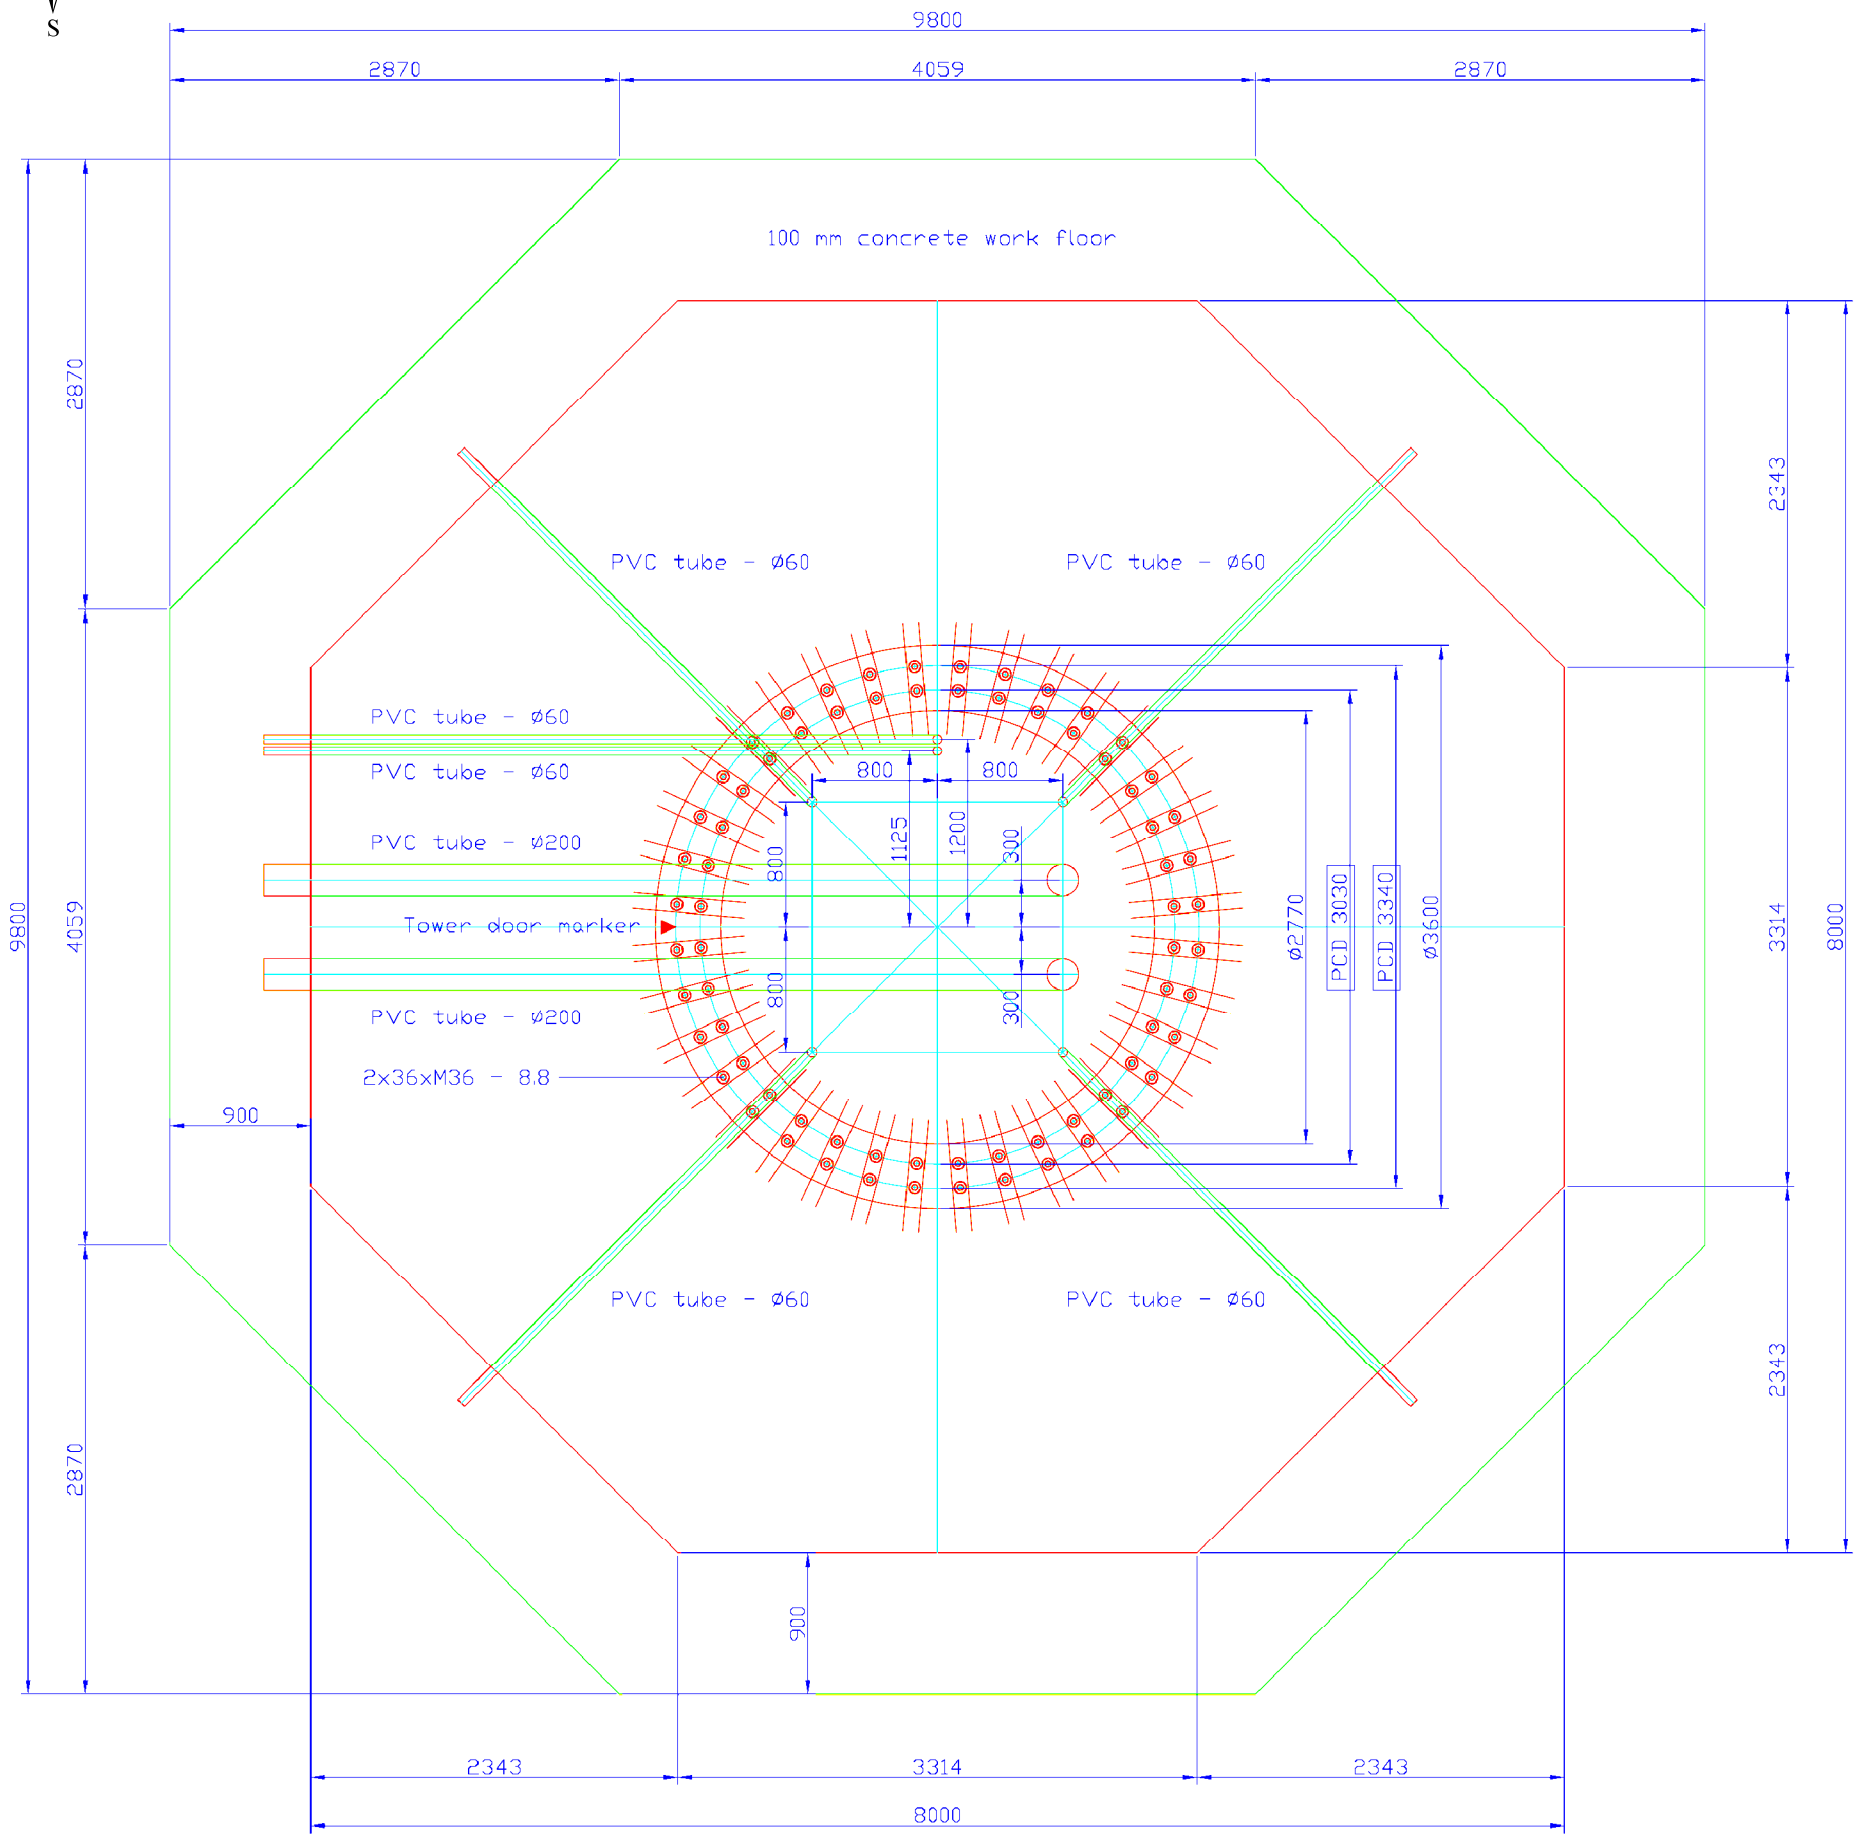 S
9800
2870 4059 2870
100 mm concrete work floor
2870
2343
PVC tube - Ø60 PVC tube - Ø60
PVC tube - Ø60
PVC tube - Ø60
800 800
PVC tube - Ø200
800
1125
1200
300
9800
4059
Tower door marker
Ø2770
PCD 3030
PCD 3340
Ø3600
3314
8000
800
300
PVC tube - Ø200
2x36xM36 - 8.8
900
PVC tube - Ø60 PVC tube - Ø60
2343
2870
900
2343 3314 2343
8000